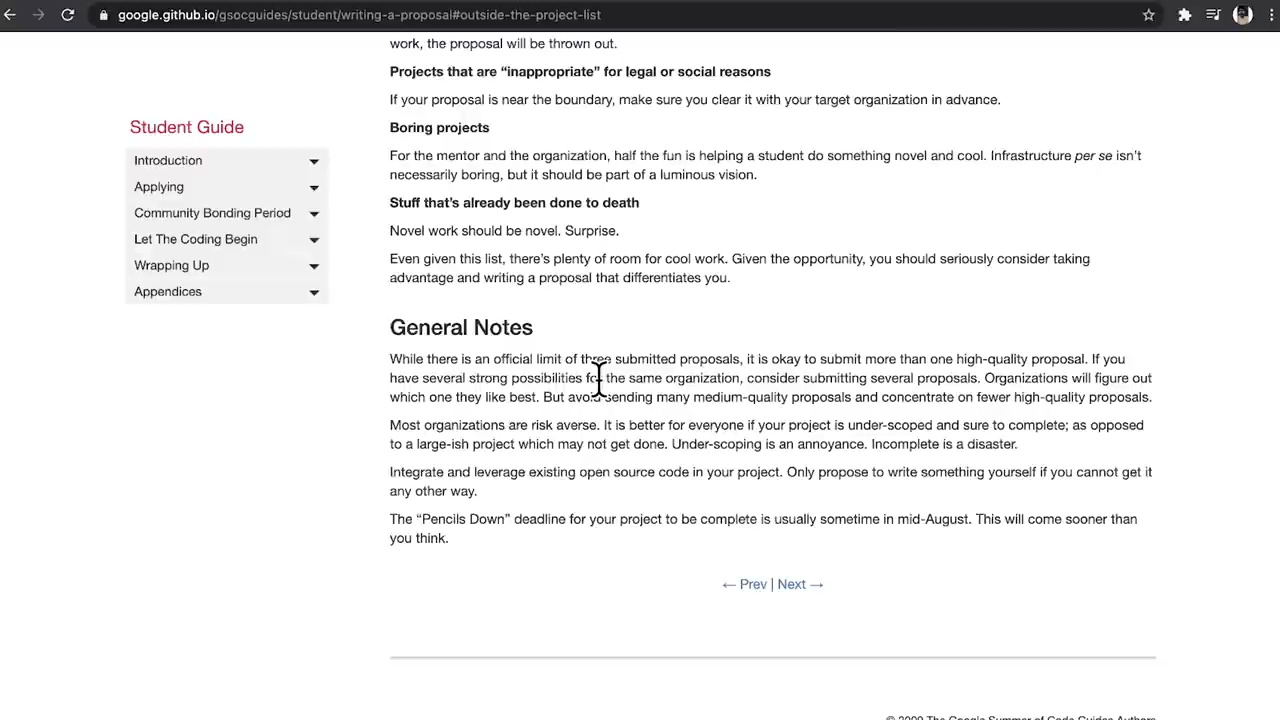 google.github.io/gsocguides/student/writing-a-proposal#outside-the-project-list
work, the proposal will be thrown out.
Projects that are “inappropriate” for legal or social reasons
If your proposal is near the boundary, make sure you clear it with your target organization in advance.
Boring projects
For the mentor and the organization, half the fun is helping a student do something novel and cool. Infrastructure per se isn’t
necessarily boring, but it should be part of a luminous vision.
Stuff that’s already been done to death
Novel work should be novel. Surprise.
Even given this list, there’s plenty of room for cool work. Given the opportunity, you should seriously consider taking
advantage and writing a proposal that differentiates you.
Student Guide
Introduction
Applying
Community Bonding Period
Let The Coding Begin
Wrapping Up
Appendices
General Notes
While there is an official limit of three submitted proposals, it is okay to submit more than one high-quality proposal. If you
have several strong possibilities for the same organization, consider submitting several proposals. Organizations will figure out
which one they like best. But avoid sending many medium-quality proposals and concentrate on fewer high-quality proposals.
Most organizations are risk averse. It is better for everyone if your project is under-scoped and sure to complete; as opposed
to a large-ish project which may not get done. Under-scoping is an annoyance. Incomplete is a disaster.
Integrate and leverage existing open source code in your project. Only propose to write something yourself if you cannot get it
any other way.
The “Pencils Down” deadline for your project to be complete is usually sometime in mid-August. This will come sooner than
you think.
← Prev | Next →
© 2009 The Google Summer of Code Guides Authors